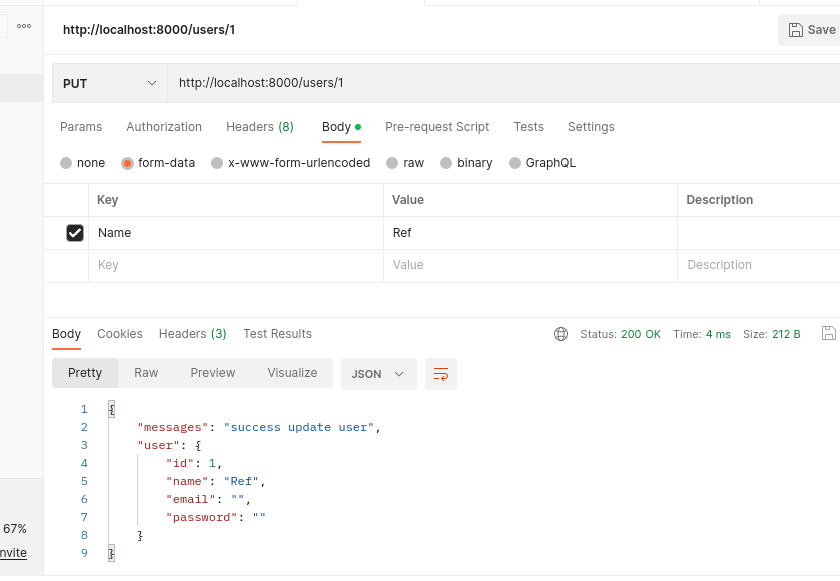 http://localhost:8000/users/1
Save
PUT http://localhost:8000/users/1
Params Authorization Headers (8) Body Pre-request Script Tests Settings
none form-data x-www-form-urlencoded raw binary GraphQL
Key Value Description
Name Ref
Key Value Description
Body Cookies Headers (3) Test Results Status: 200 OK Time: 4 ms Size: 212 B
Pretty Raw Preview Visualize JSON
1 {
2 "messages": "success update user",
3 "user": {
4 "id": 1,
5 "name": "Ref",
6 "email": "",
7 "password": ""
8 }
9 }
67%
nvite